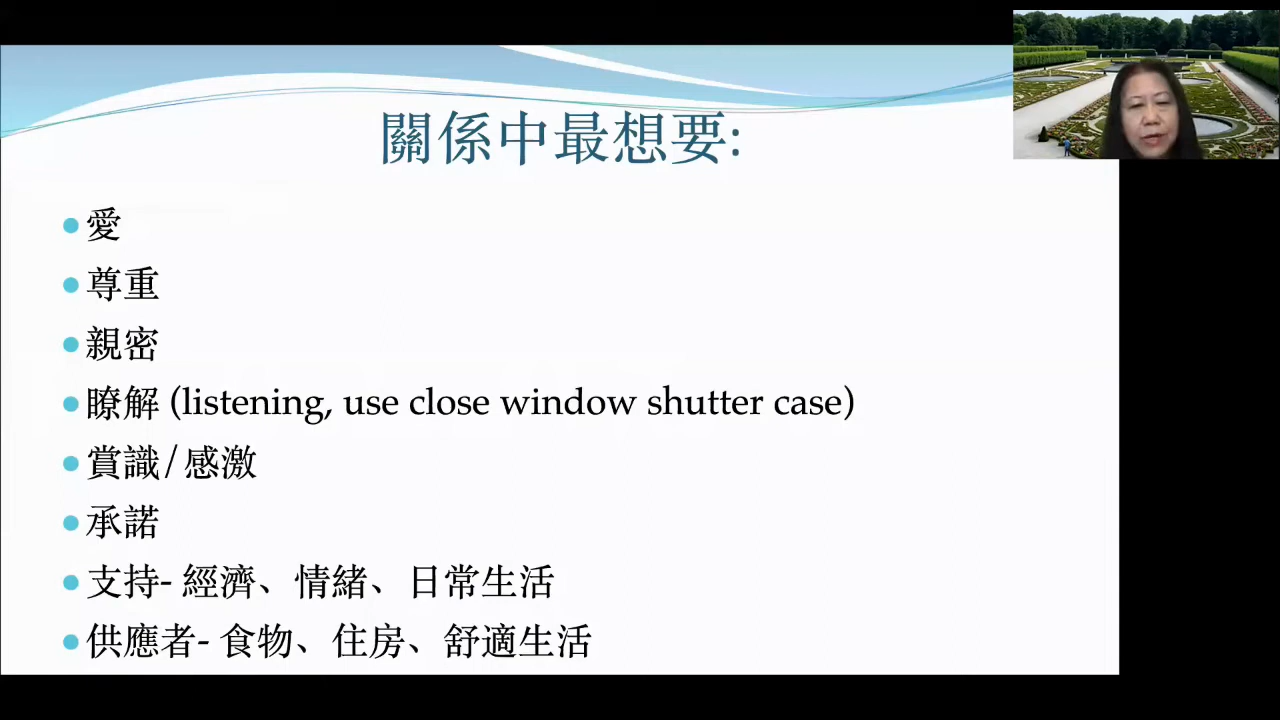 關係中最想要:
愛
尊重
親密
瞭解 (listening, use close window shutter case)
賞識/感激
承諾
支持- 經濟、情緒、日常生活
供應者- 食物、住房、舒適生活